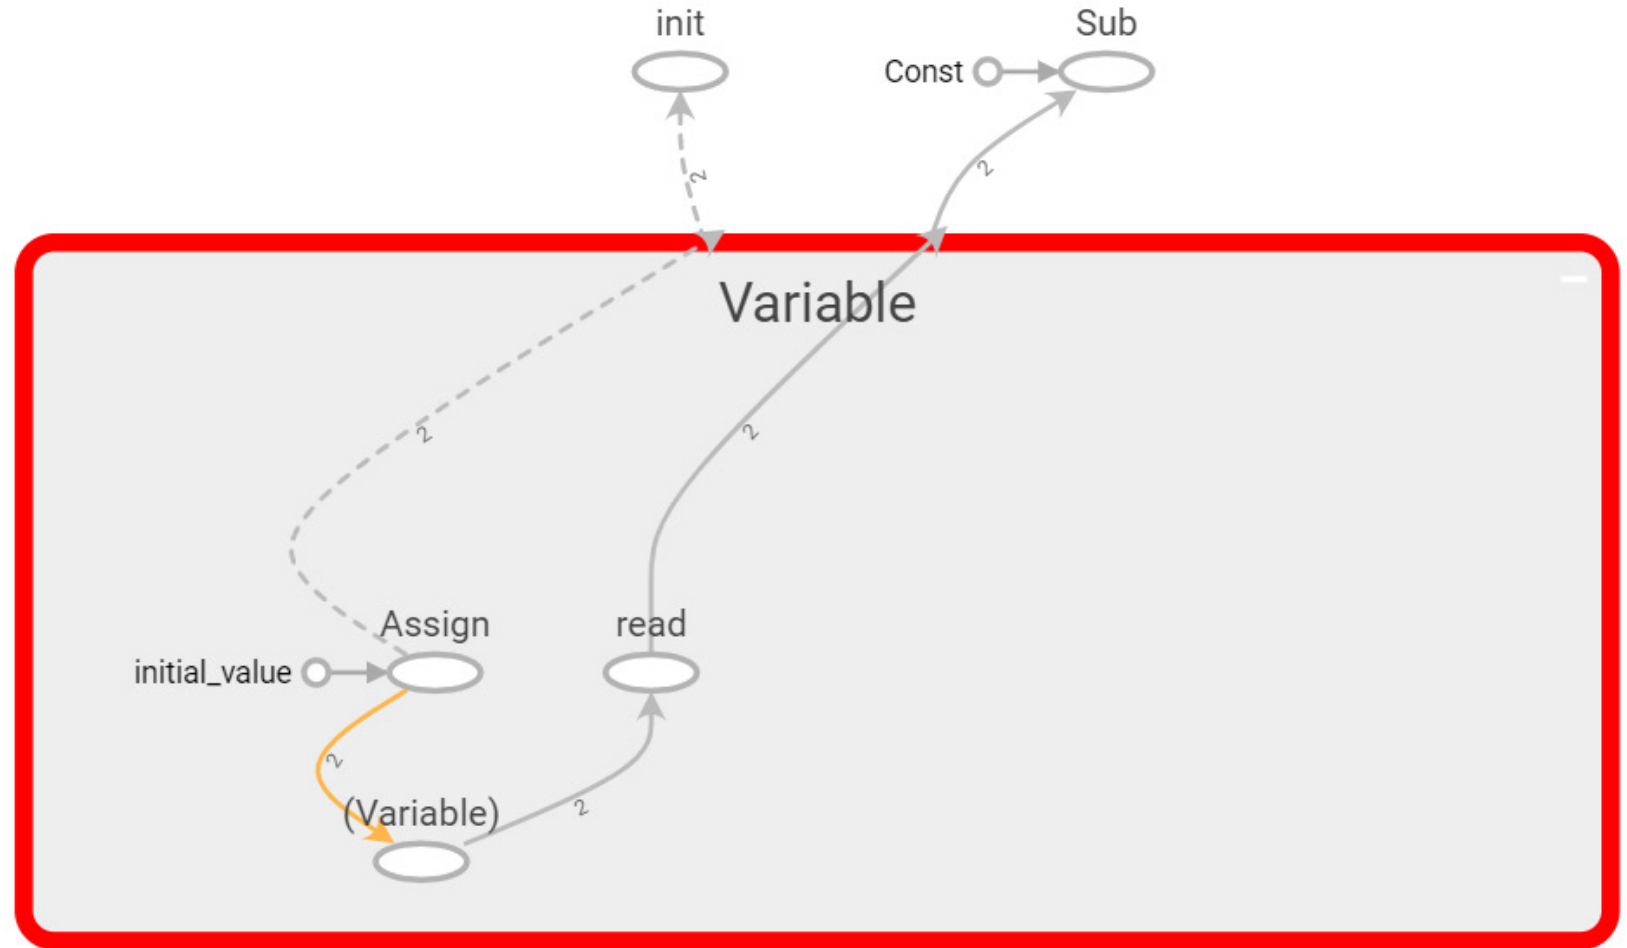 init
Sub
Const
2
2
Variable
2
2
Assign
read
initial_value
2
(Variable)
2